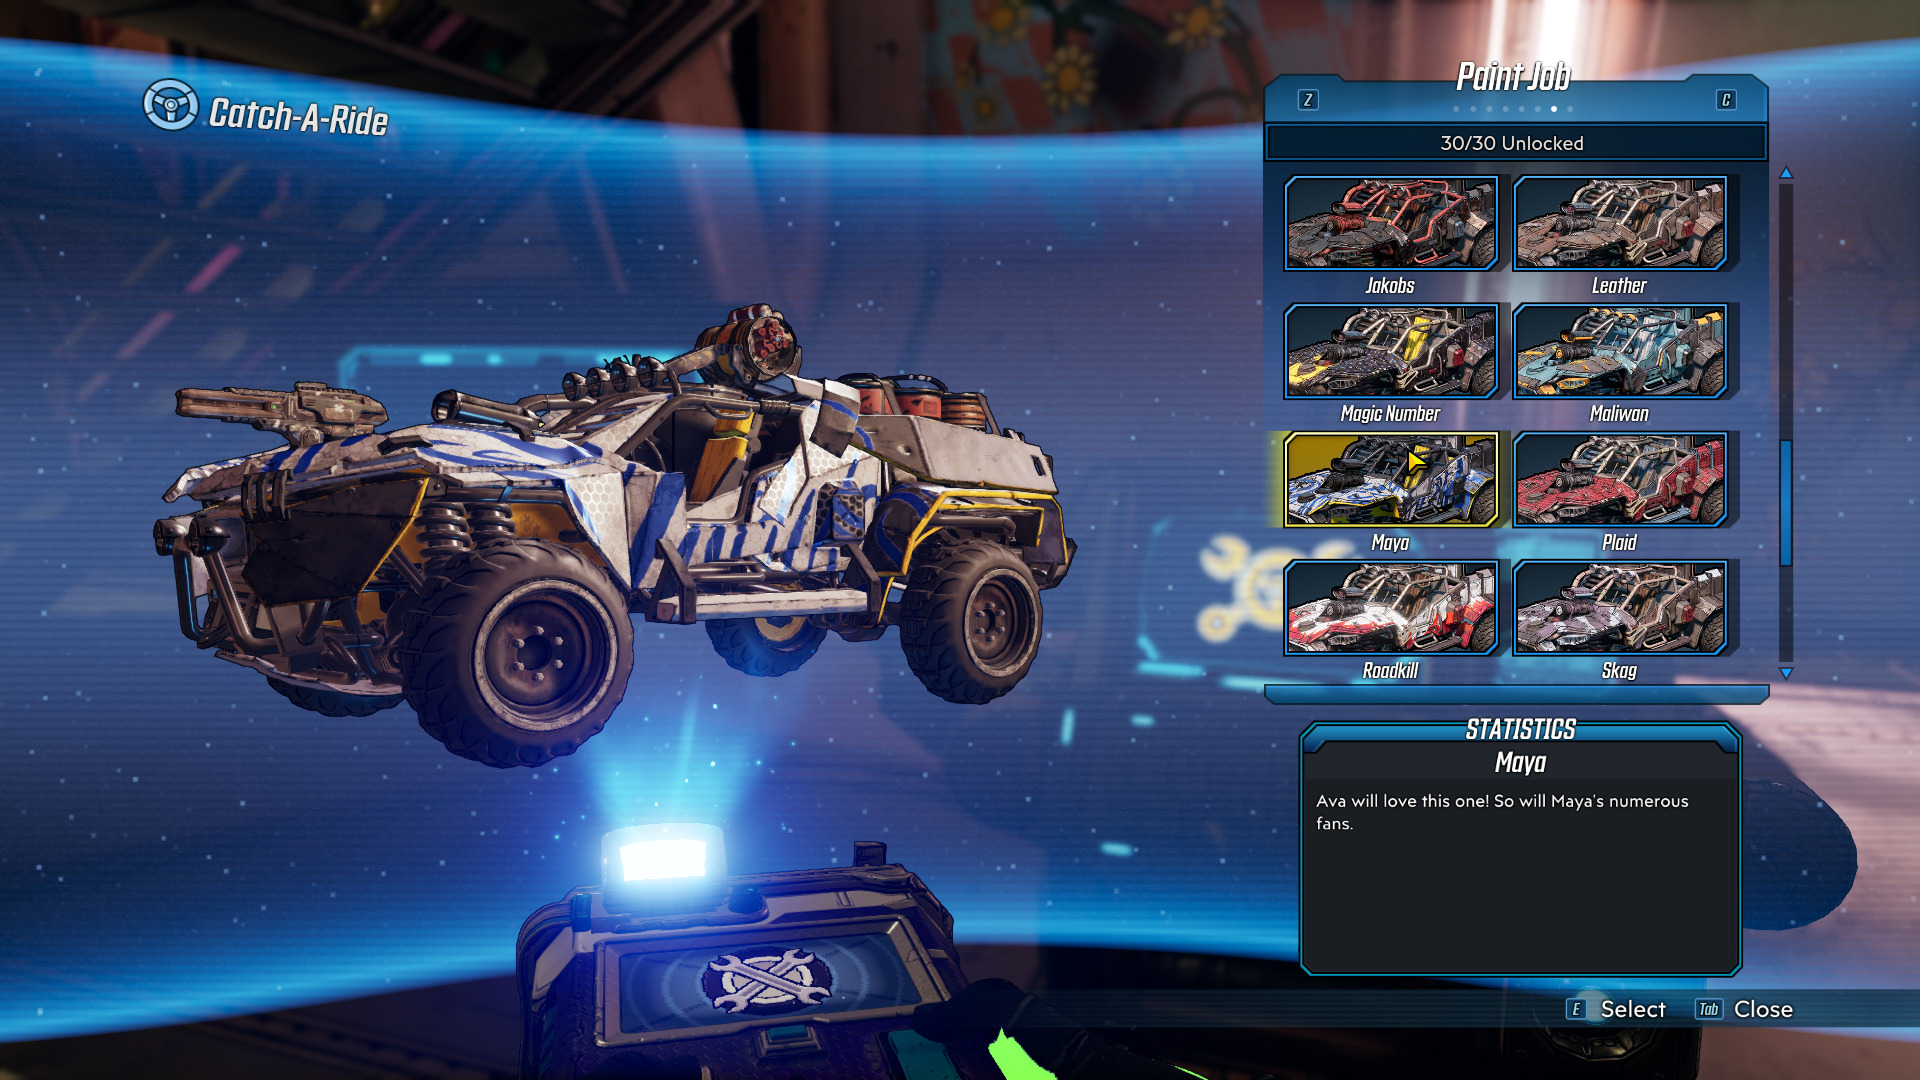 Catch-A-Ride
Paint Job
Z
C
30/30 Unlocked
Jakobs
Leather
Magic Number
Maliwan
Maya
Plaid
Roadkill
Skag
STATISTICS
Maya
Ava will love this one! So will Maya's numerous
fans.
E Select
Tab Close